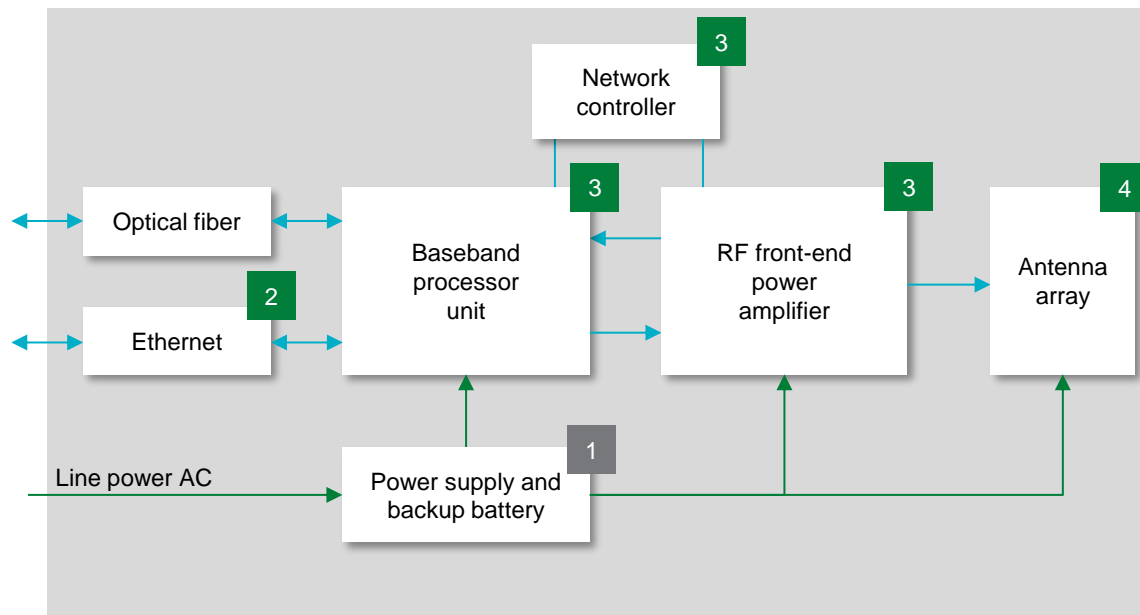 3
Network
controller
3
3
4
Optical fiber
Baseband
processor
unit
RF front-end
power
amplifier
Antenna
array
2
Ethernet
1
Line power AC
Power supply and
backup battery